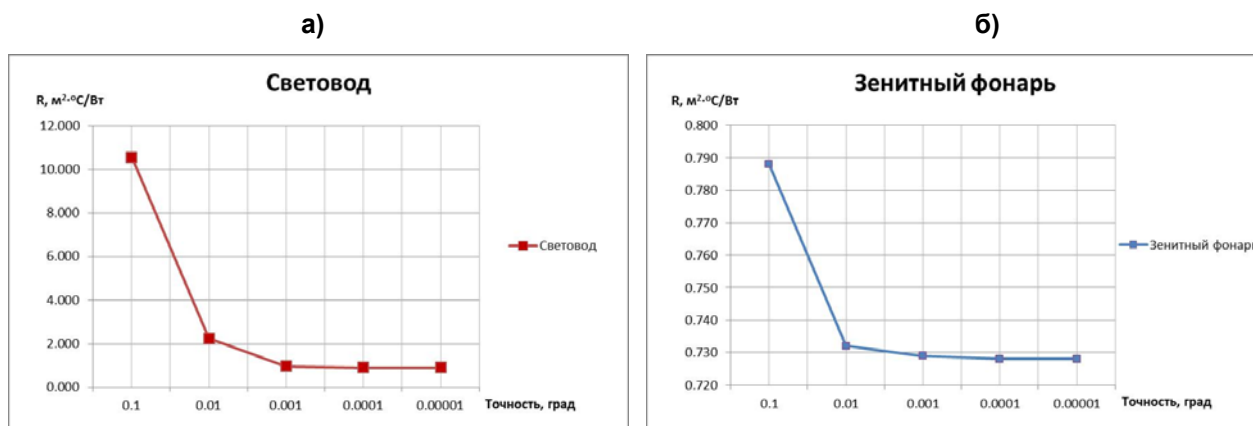 а)
Световод
R, м²·ºС/Вт
12.000
10.000
8.000
6.000
4.000
2.000
0.000
0.1
0.01
0.001
0.0001
0.00001
Точность, град
Световод
б)
Зенитный фонарь
R, м²·ºС/Вт
0.800
0.790
0.780
0.770
0.760
0.750
0.740
0.730
0.720
0.1
0.01
0.001
0.0001
0.00001
Точность, град
Зенитный фонарь